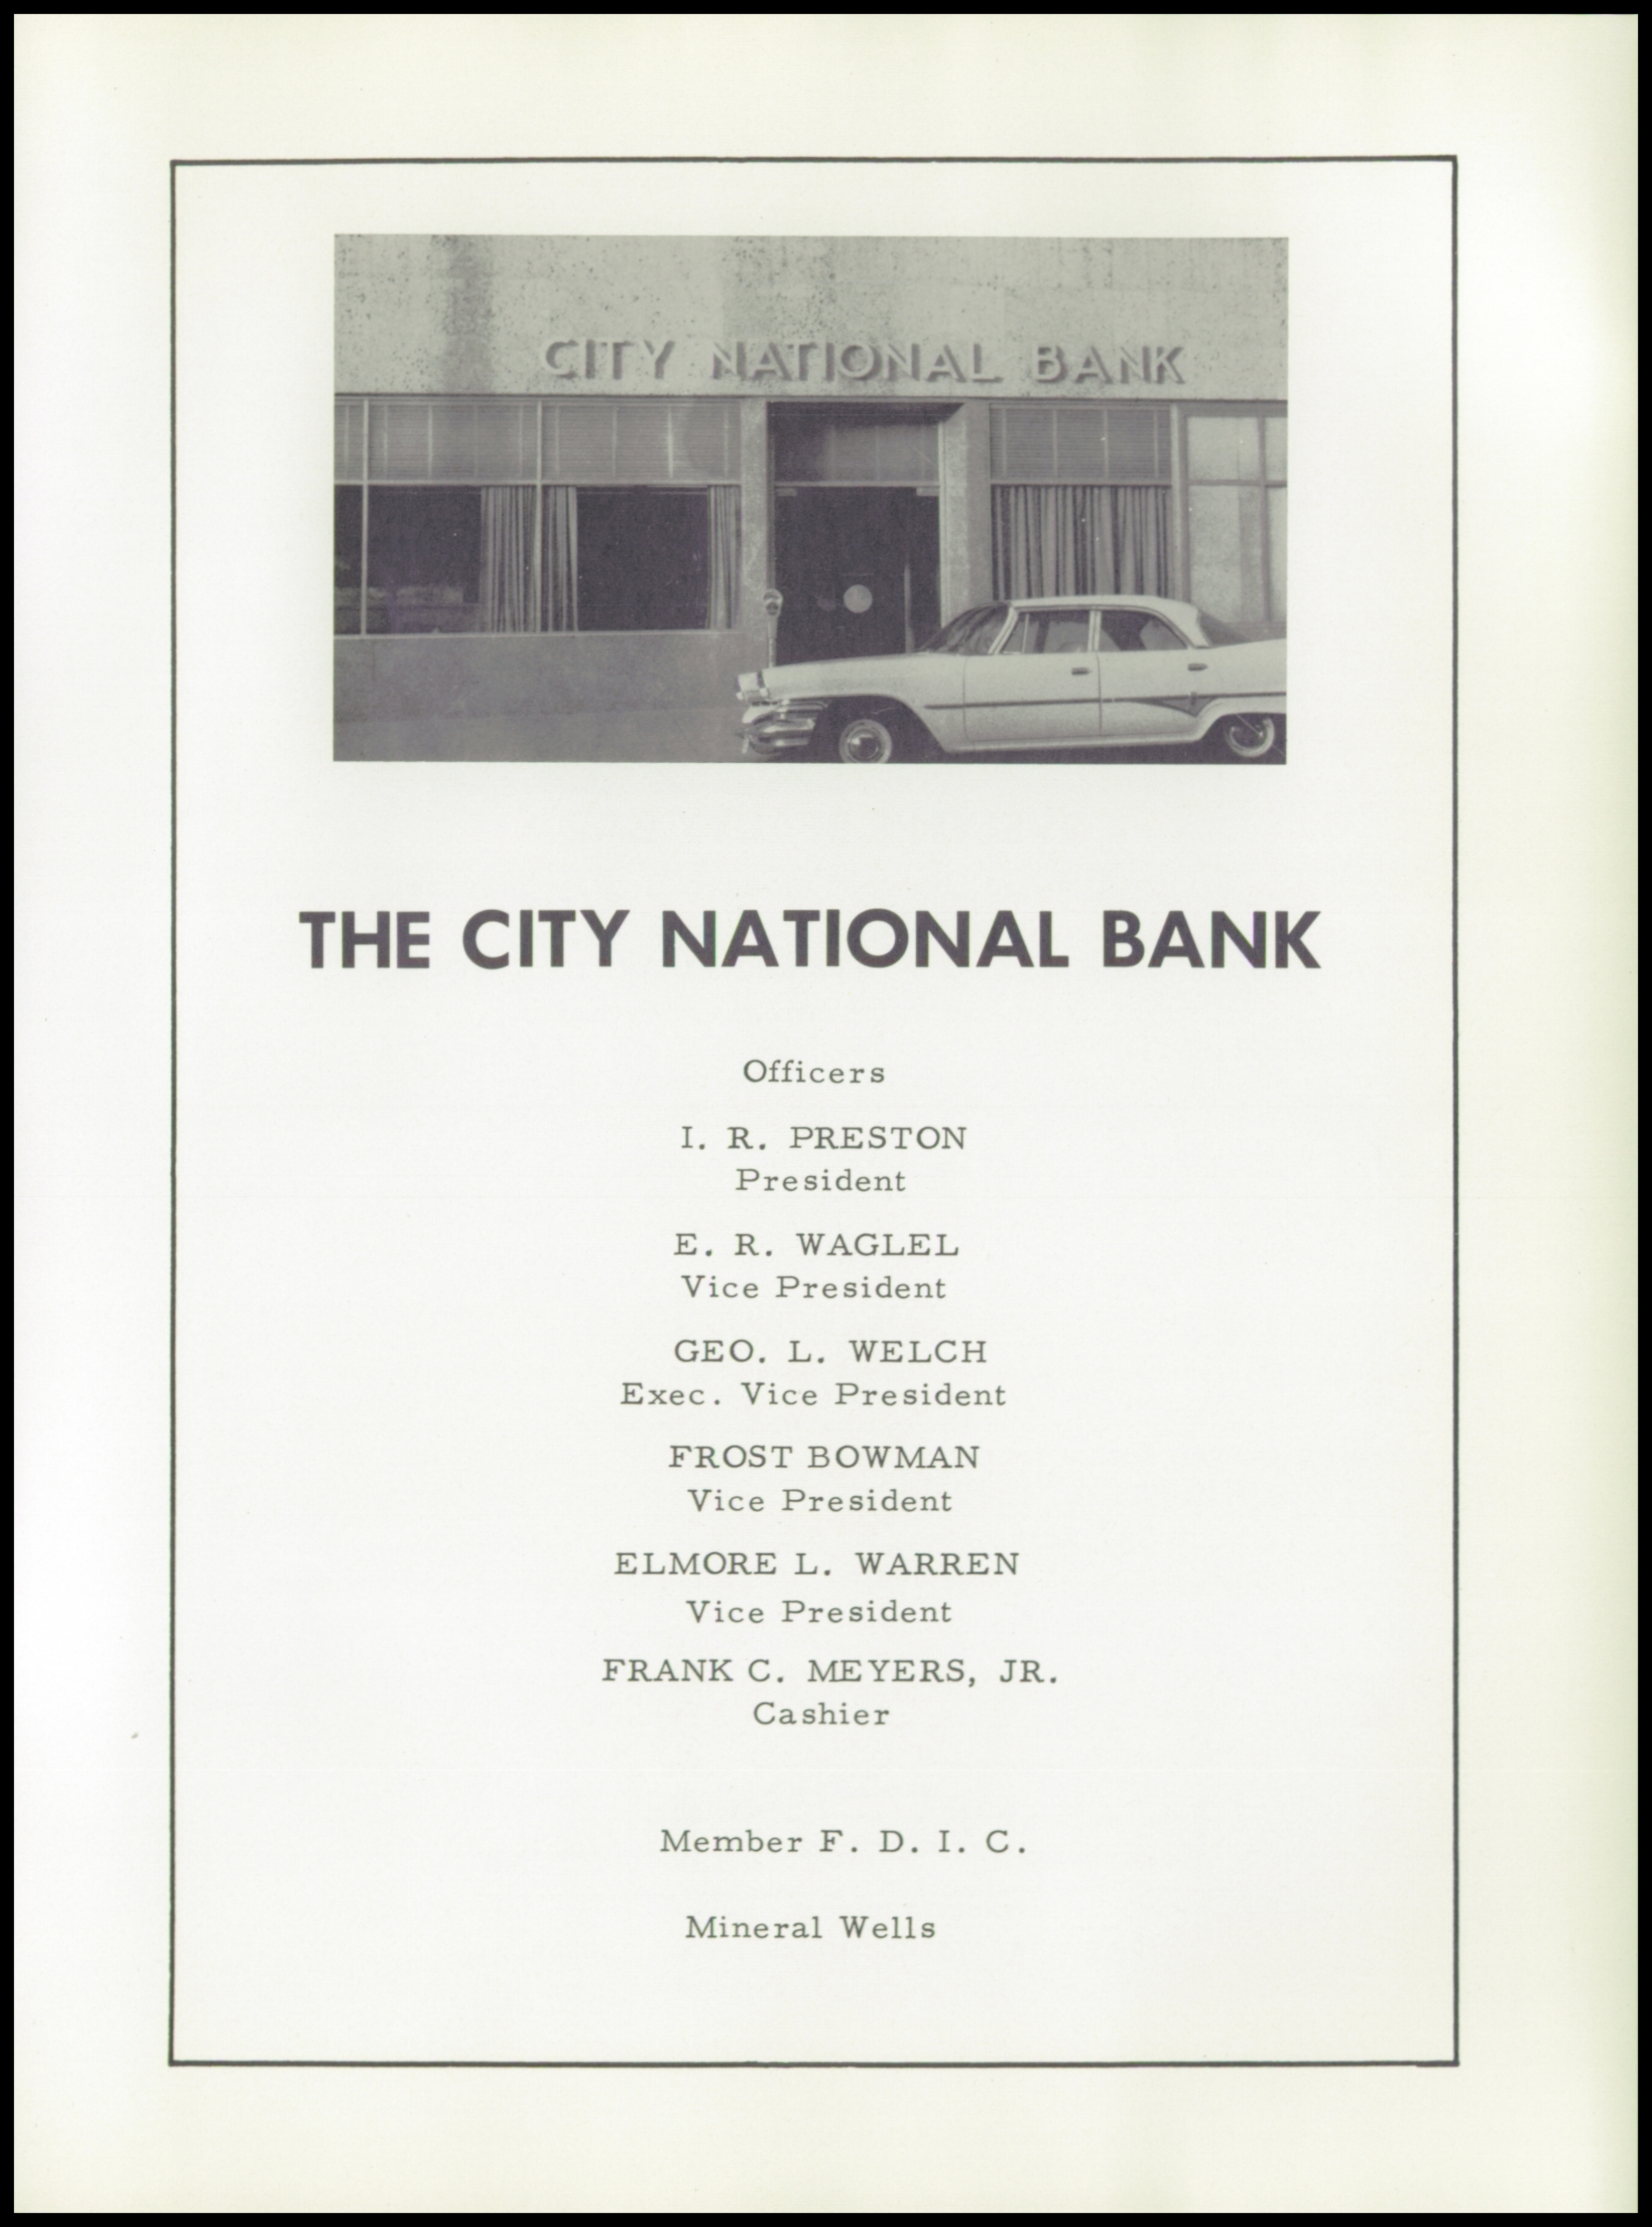 CITY NATIONAL BANK
THE CITY NATIONAL BANK
Officers
I. R. PRESTON
President
E. R. WAGLEL
Vice President
GEO. L. WELCH
Exec. Vice President
FROST BOWMAN
Vice President
ELMORE L. WARREN
Vice President
FRANK C. MEYERS, JR.
Cashier
Member F. D. I. C.
Mineral Wells